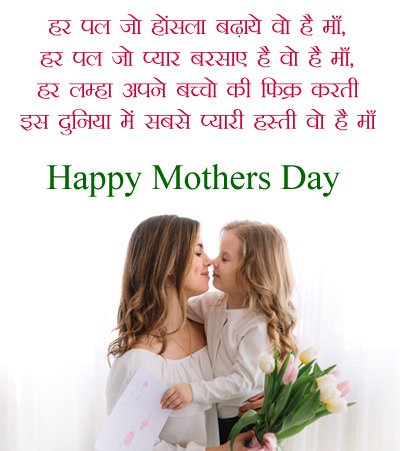 हर पल जो होंसला बढ़ाये वो है माँ,
हर पल जो प्यार बरसाए है वो है माँ,
हर लम्हा अपने बच्चो की फिक्र करती
इस दुनिया में सबसे प्यारी हस्ती वो है माँ
Happy Mothers Day